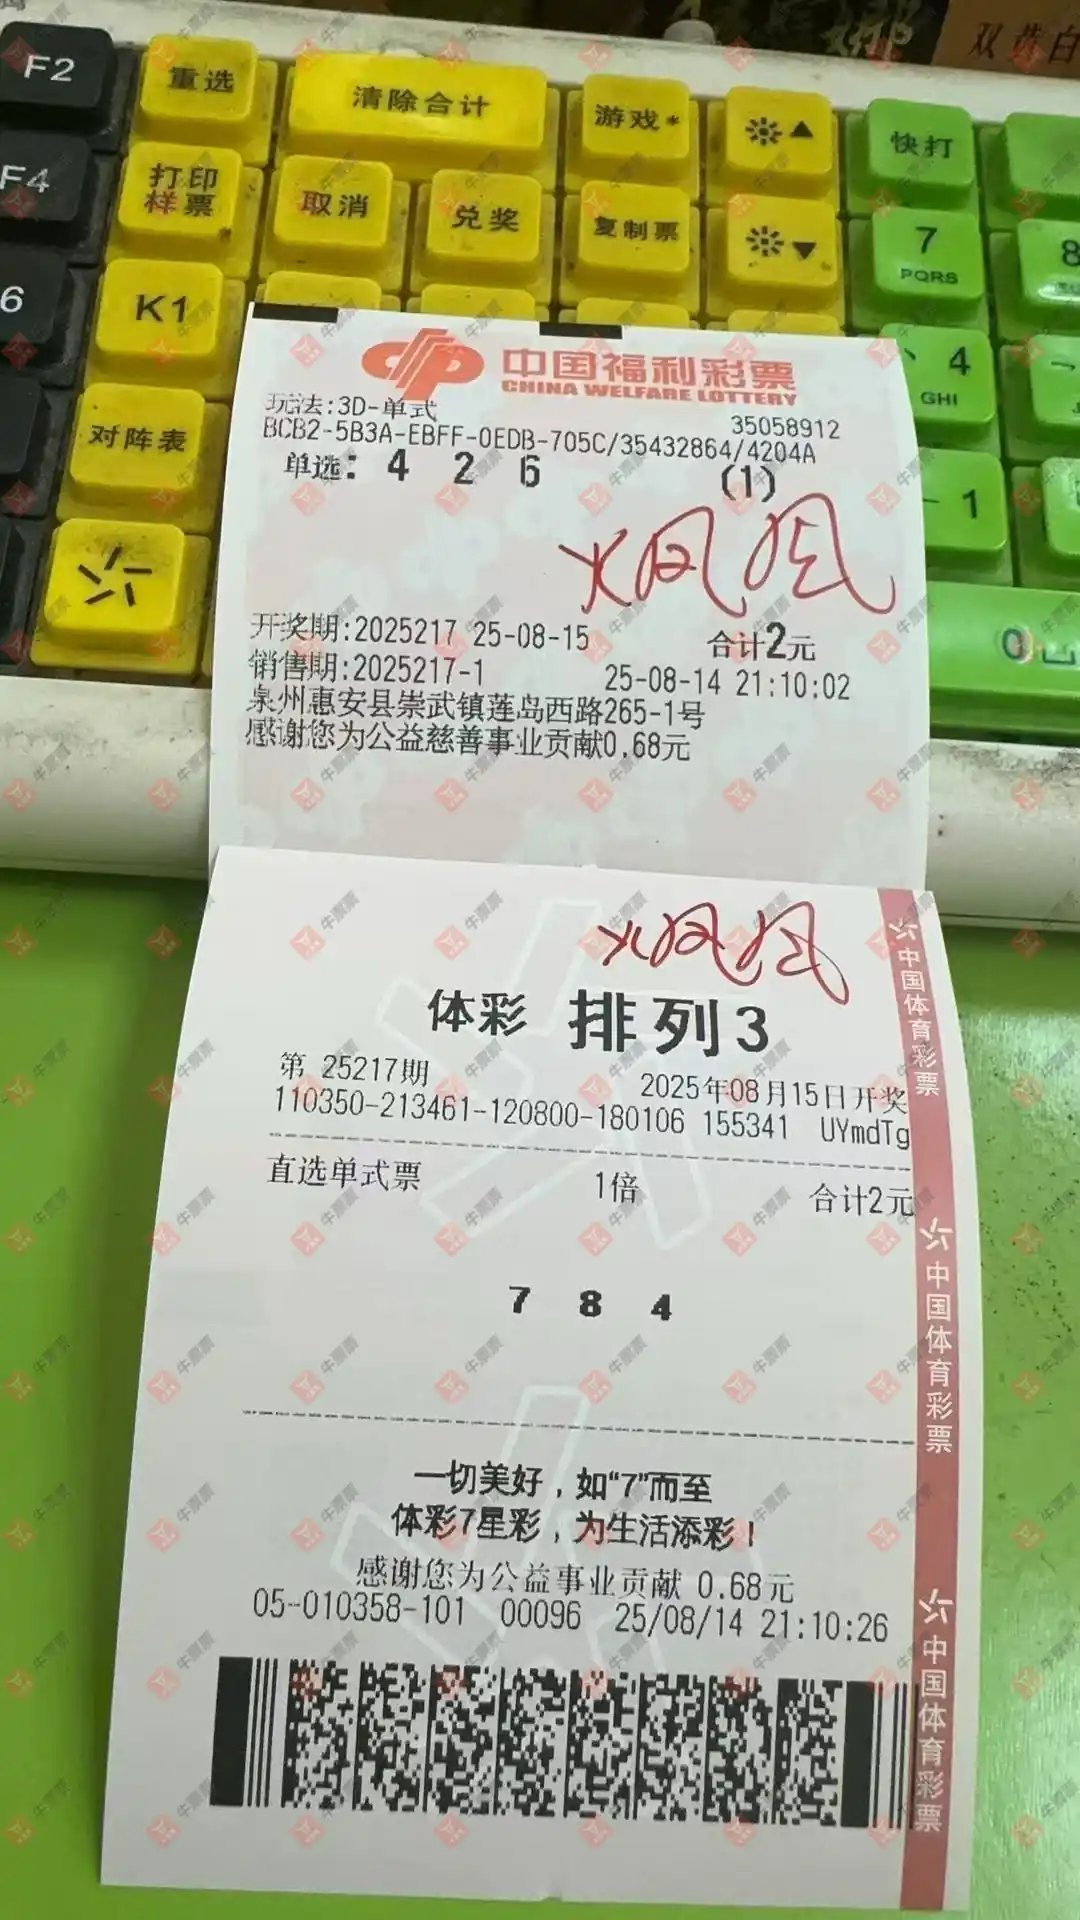 双黄白
F2
重选
清除合计
游戏*
▲
快打
F4
打印
样票
取消
兑奖
复制票
▼
7
PQRS
8
6
K1
4
GHI
对阵表
1
0
中国福利彩票
CHINA WELFARE LOTTERY
玩法:3D-单式
35058912
BCB2-5B3A-EBFF-0EDB-705C/35432864/4204A
单选: 4 2 6 (1)
开奖期:2025217 25-08-15 合计2元
销售期:2025217-1 25-08-14 21:10:02
泉州惠安县崇武镇莲岛西路265-1号
感谢您为公益慈善事业贡献0.68元
体彩 排列3
第 25217期 2025年08月15日开奖
110350-213461-120800-180106 155341 UYmdTg
直选单式票 1倍 合计2元
7 8 4
一切美好，如“7”而至
体彩7星彩，为生活添彩！
感谢您为公益事业贡献 0.68元
05-010358-101 00096 25/08/14 21:10:26
中国体育彩票
中国体育彩票
中国体育彩票
牛票票